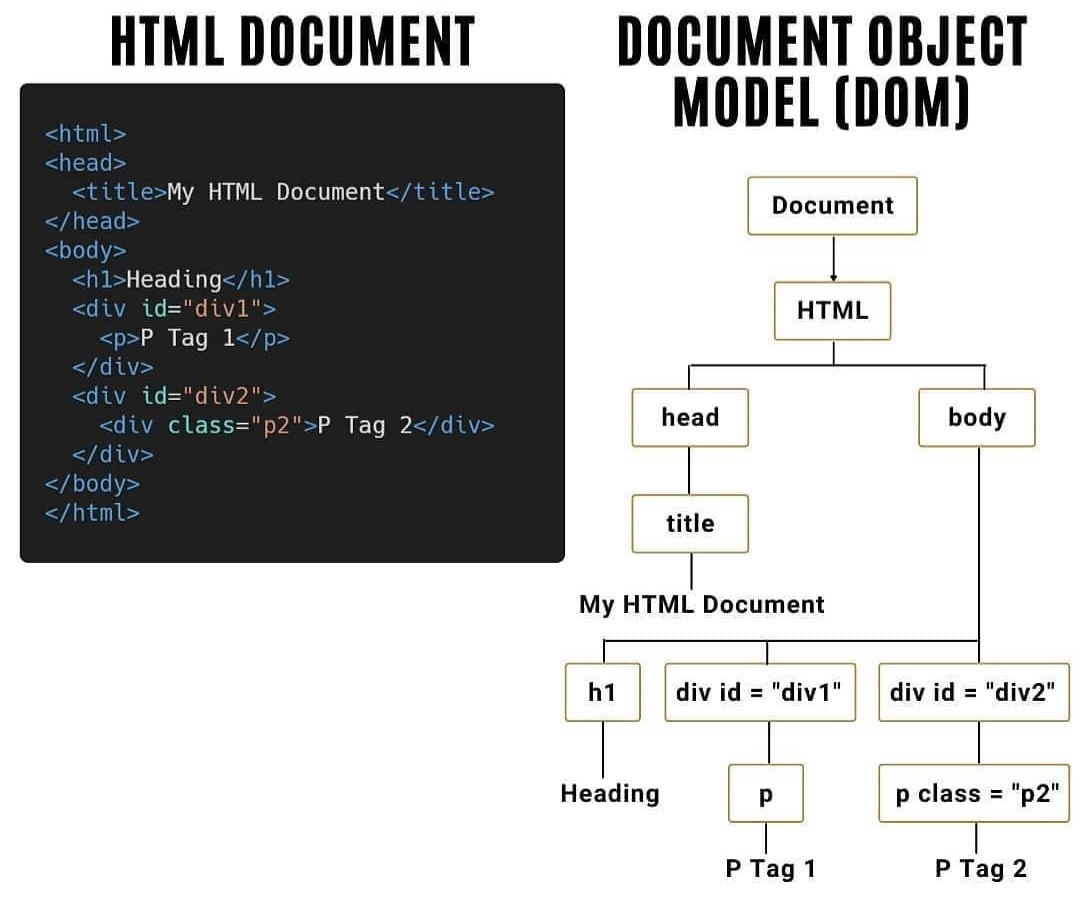 HTML DOCUMENT
<html>
<head>
  <title>My HTML Document</title>
</head>
<body>
  <h1>Heading</h1>
  <div id="div1">
    <p>P Tag 1</p>
  </div>
  <div id="div2">
    <div class="p2">P Tag 2</div>
  </div>
</body>
</html>
DOCUMENT OBJECT
MODEL (DOM)
Document
HTML
head
body
title
My HTML Document
h1
div id = "div1"
div id = "div2"
Heading
p
p class = "p2"
P Tag 1
P Tag 2